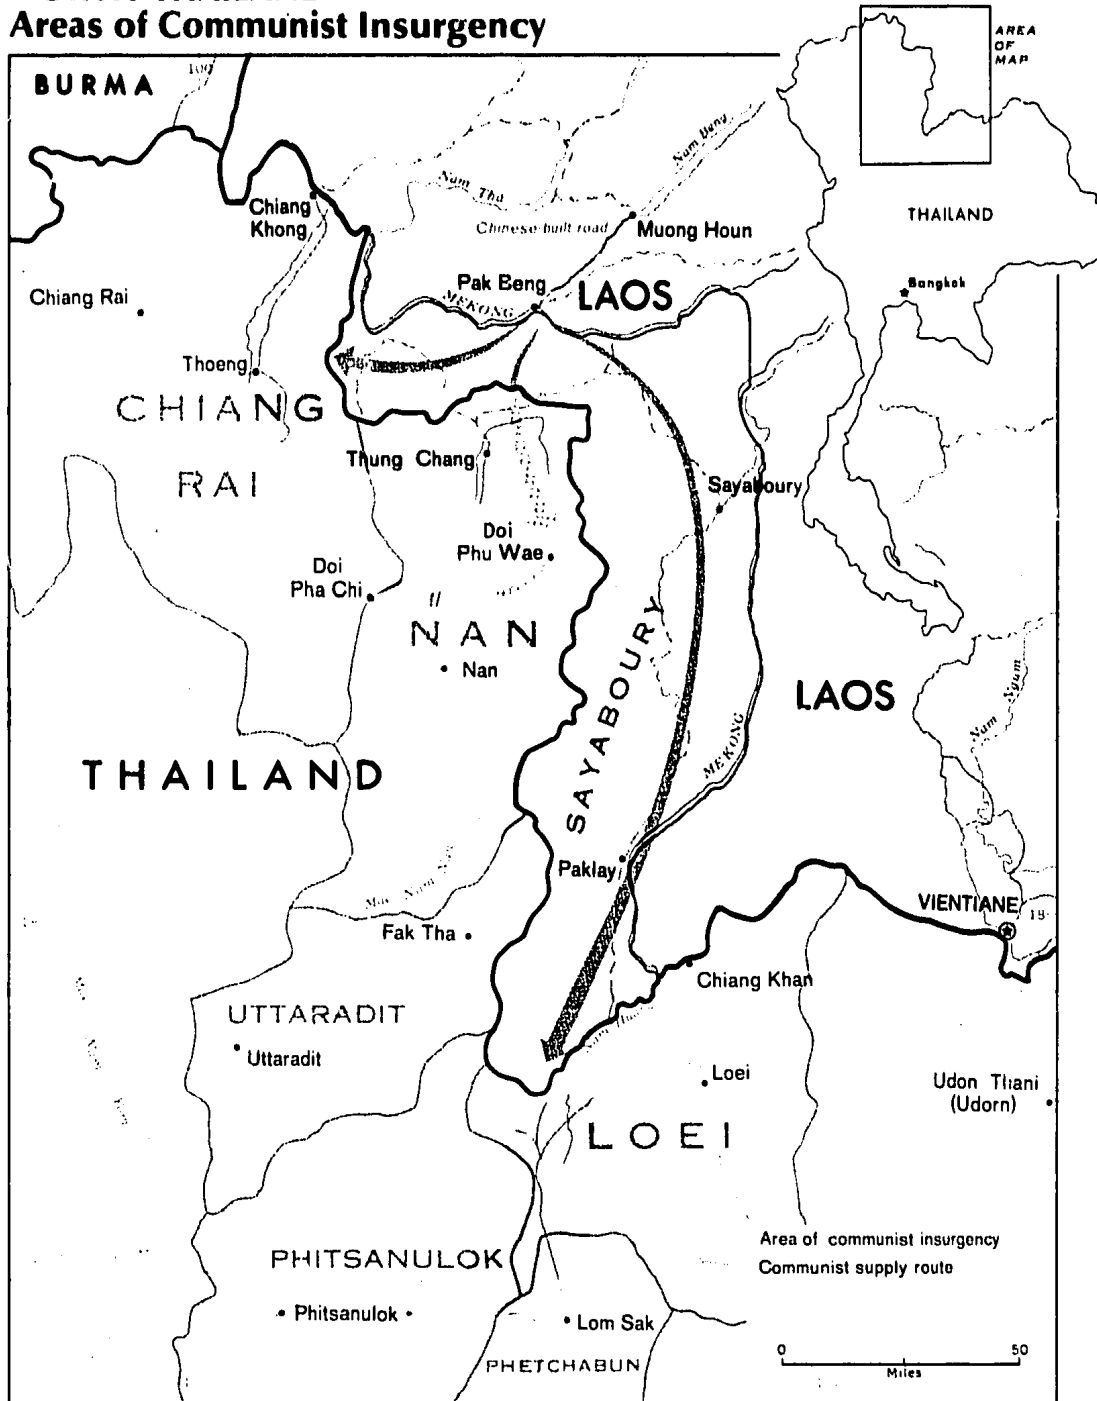 Areas of Communist Insurgency
BURMA
100
AREA
OF
MAP
Nam Beng
Nam Tha
Chiang
Khong
Chinese-built road
Muong Houn
THAILAND
Pak Beng
LAOS
MEKONG
Bangkok
Chiang Rai
Thoeng
CHIANG
RAI
Thung Chang
Sayaboury
Doi
Phu Wae
Doi
Pha Chi
NAN
Nan
SAYABOURY
LAOS
Nam Ngum
MEKONG
THAILAND
Paklay
VIENTIANE
19
Fak Tha
Chiang Khan
UTTARADIT
Uttaradit
Loei
Udon Thani
(Udorn)
LOEI
Area of communist insurgency
Communist supply route
PHITSANULOK
Phitsanulok
Lom Sak
PHETCHABUN
0
50
Miles